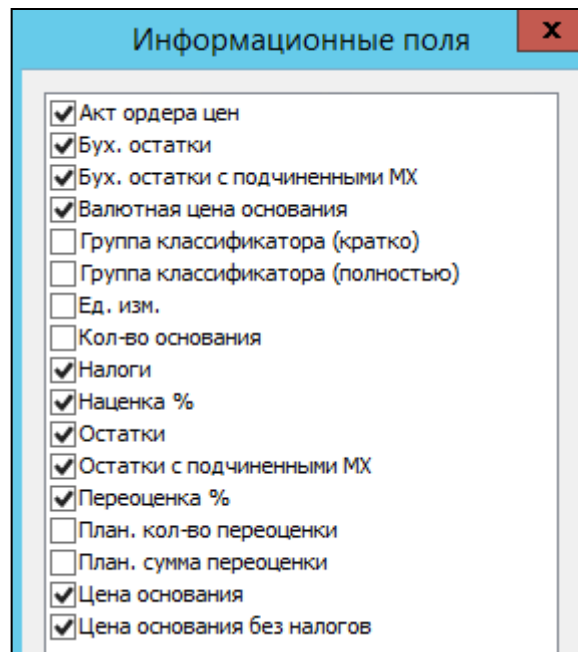 Информационные поля
x
Акт ордера цен
Бух. остатки
Бух. остатки с подчиненными МХ
Валютная цена основания
Группа классификатора (кратко)
Группа классификатора (полностью)
Ед. изм.
Кол-во основания
Налоги
Наценка %
Остатки
Остатки с подчиненными МХ
Переоценка %
План. кол-во переоценки
План. сумма переоценки
Цена основания
Цена основания без налогов